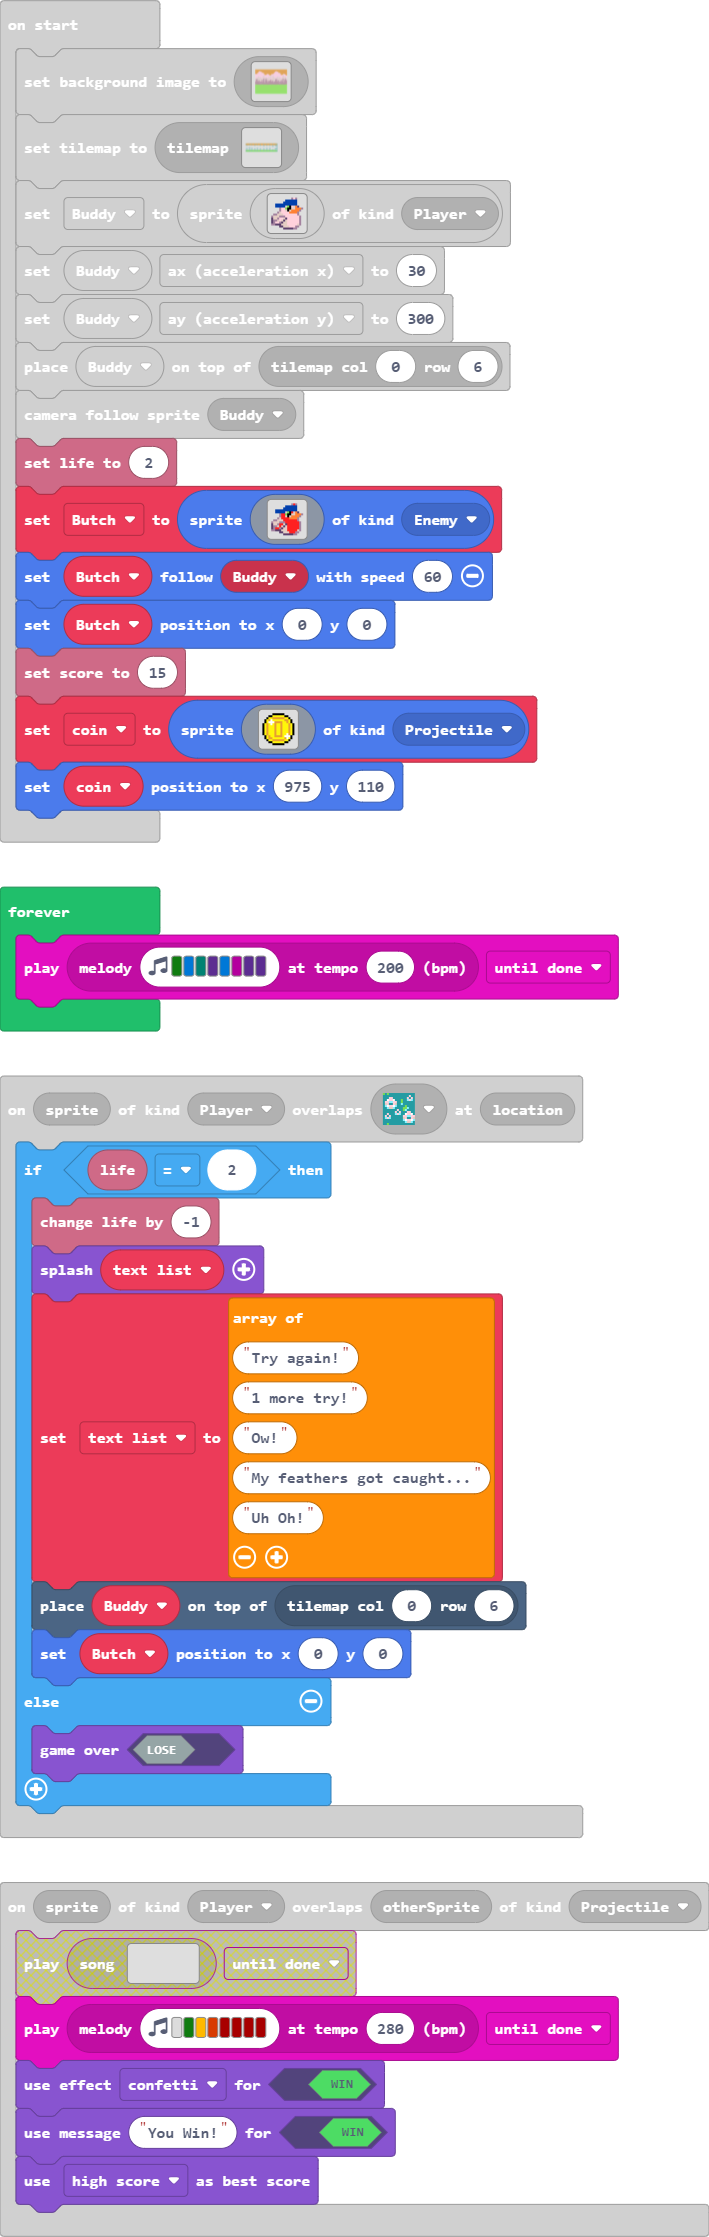 on start
set background image to
set tilemap to tilemap
set Buddy to sprite of kind Player
set Buddy ax (acceleration x) to 30
set Buddy ay (acceleration y) to 300
place Buddy on top of tilemap col 0 row 6
camera follow sprite Buddy
set life to 2
set Butch to sprite of kind Enemy
set Butch follow Buddy with speed 60
set Butch position to x 0 y 0
set score to 15
set coin to sprite of kind Projectile
set coin position to x 975 y 110
forever
play melody at tempo 200 (bpm) until done
on sprite of kind Player overlaps at location
if life = 2 then
change life by -1
splash text list
array of
"Try again!"
"1 more try!"
set text list to "Ow!"
"My feathers got caught..."
"Uh Oh!"
place Buddy on top of tilemap col 0 row 6
set Butch position to x 0 y 0
else
game over LOSE
on sprite of kind Player overlaps otherSprite of kind Projectile
play song until done
play melody at tempo 280 (bpm) until done
use effect confetti for WIN
use message "You Win!" for WIN
use high score as best score